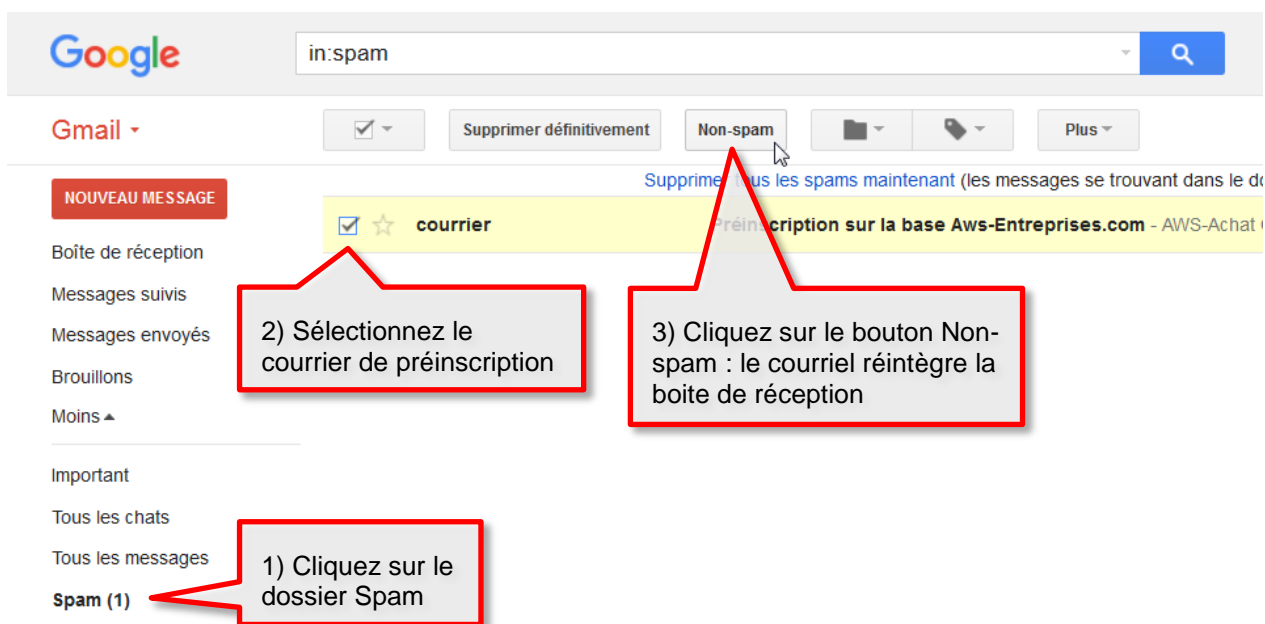 Google
in:spam
Gmail
Supprimer définitivement
Non-spam
Plus
NOUVEAU MESSAGE
Supprimer tous les spams maintenant (les messages se trouvant dans le
courrier
Préinscription sur la base Aws-Entreprises.com - AWS-Achat
Boîte de réception
Messages suivis
Messages envoyés
Brouillons
Moins
2) Sélectionnez le
courrier de préinscription
3) Cliquez sur le bouton Non-
spam : le courriel réintègre la
boite de réception
Important
Tous les chats
Tous les messages
Spam (1)
1) Cliquez sur le
dossier Spam